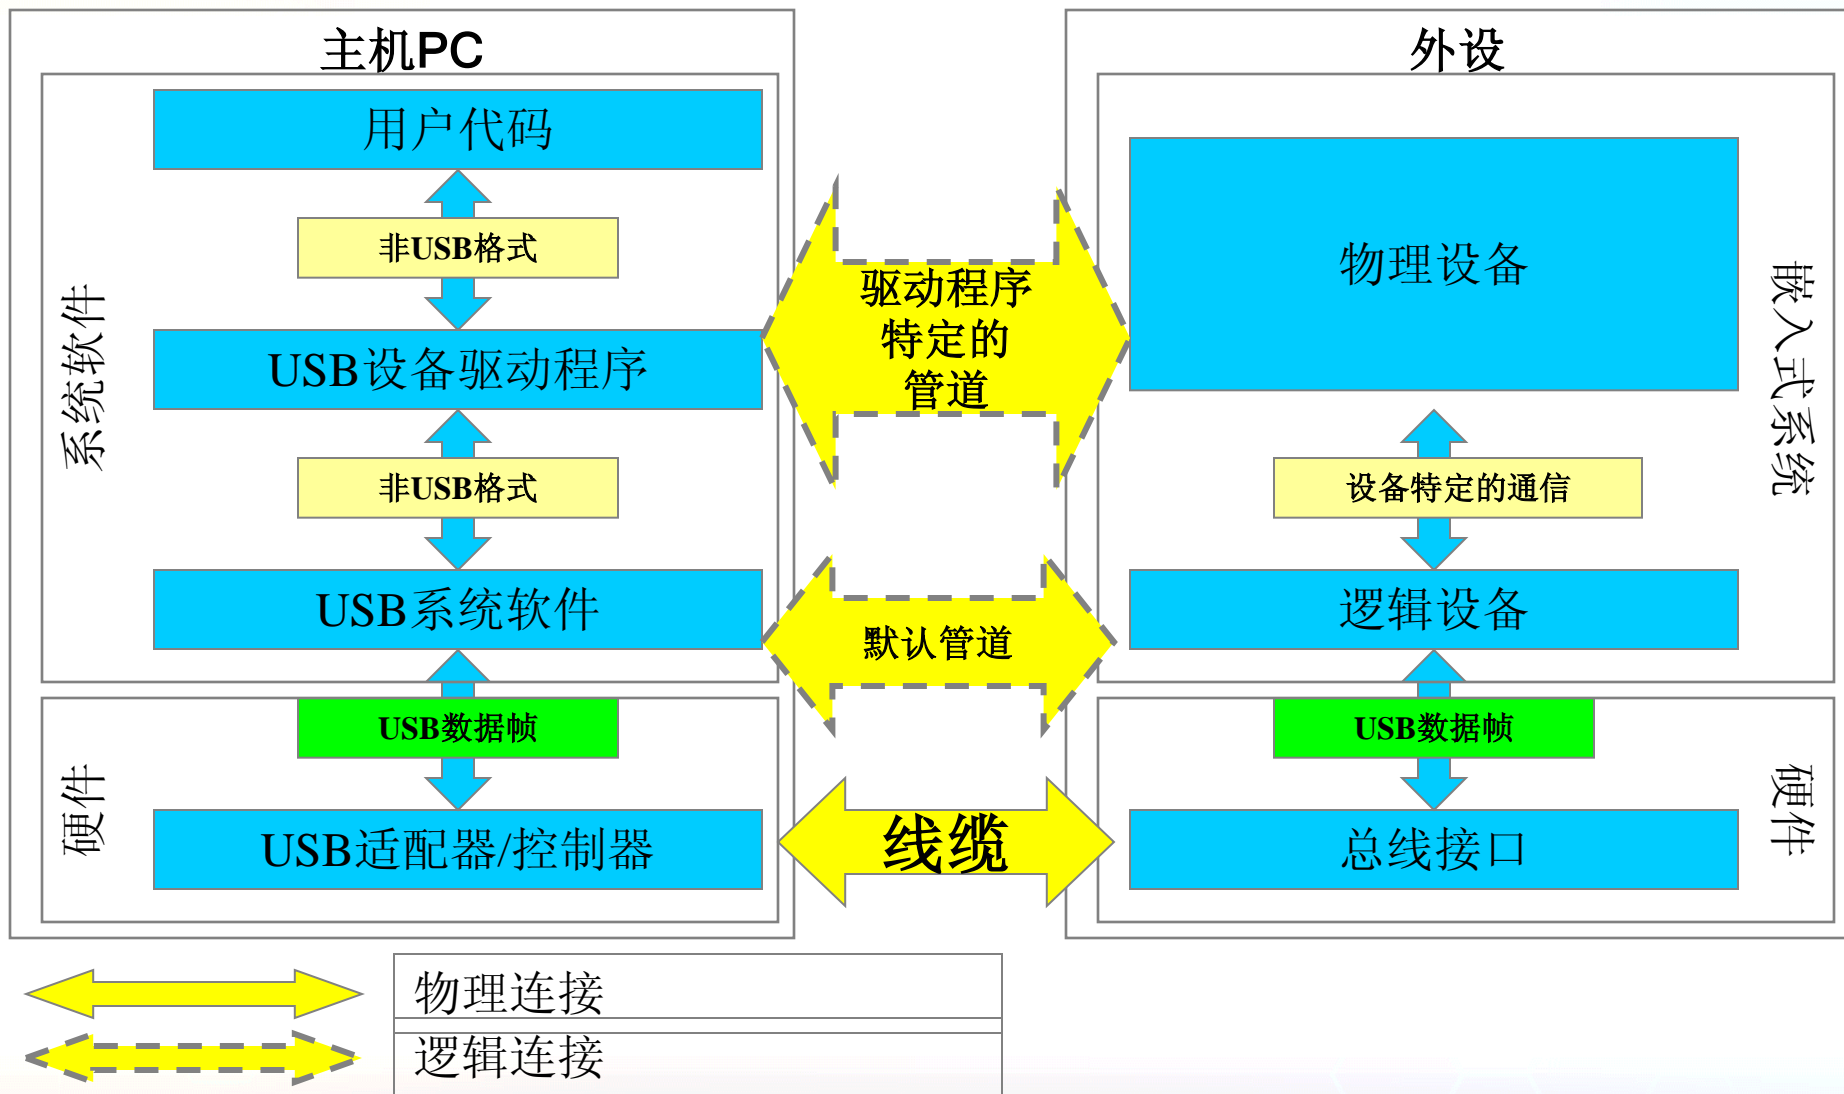 主机PC
用户代码
非USB格式
USB设备驱动程序
非USB格式
USB系统软件
系统软件
USB数据帧
USB适配器/控制器
硬件
驱动程序
特定的
管道
默认管道
线缆
外设
物理设备
设备特定的通信
逻辑设备
嵌入式系统
USB数据帧
总线接口
硬件
物理连接
逻辑连接